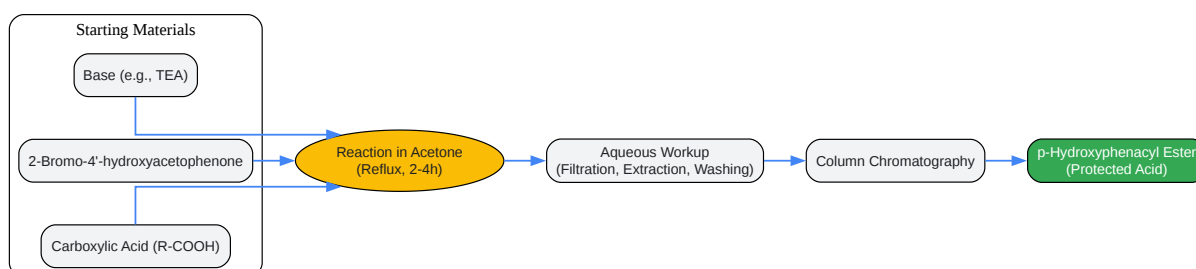 Starting Materials
Base (e.g., TEA)
2-Bromo-4'-hydroxyacetophenone
Carboxylic Acid (R-COOH)
Reaction in Acetone
(Reflux, 2-4h)
Aqueous Workup
(Filtration, Extraction, Washing)
Column Chromatography
p-Hydroxyphenacyl Ester
(Protected Acid)